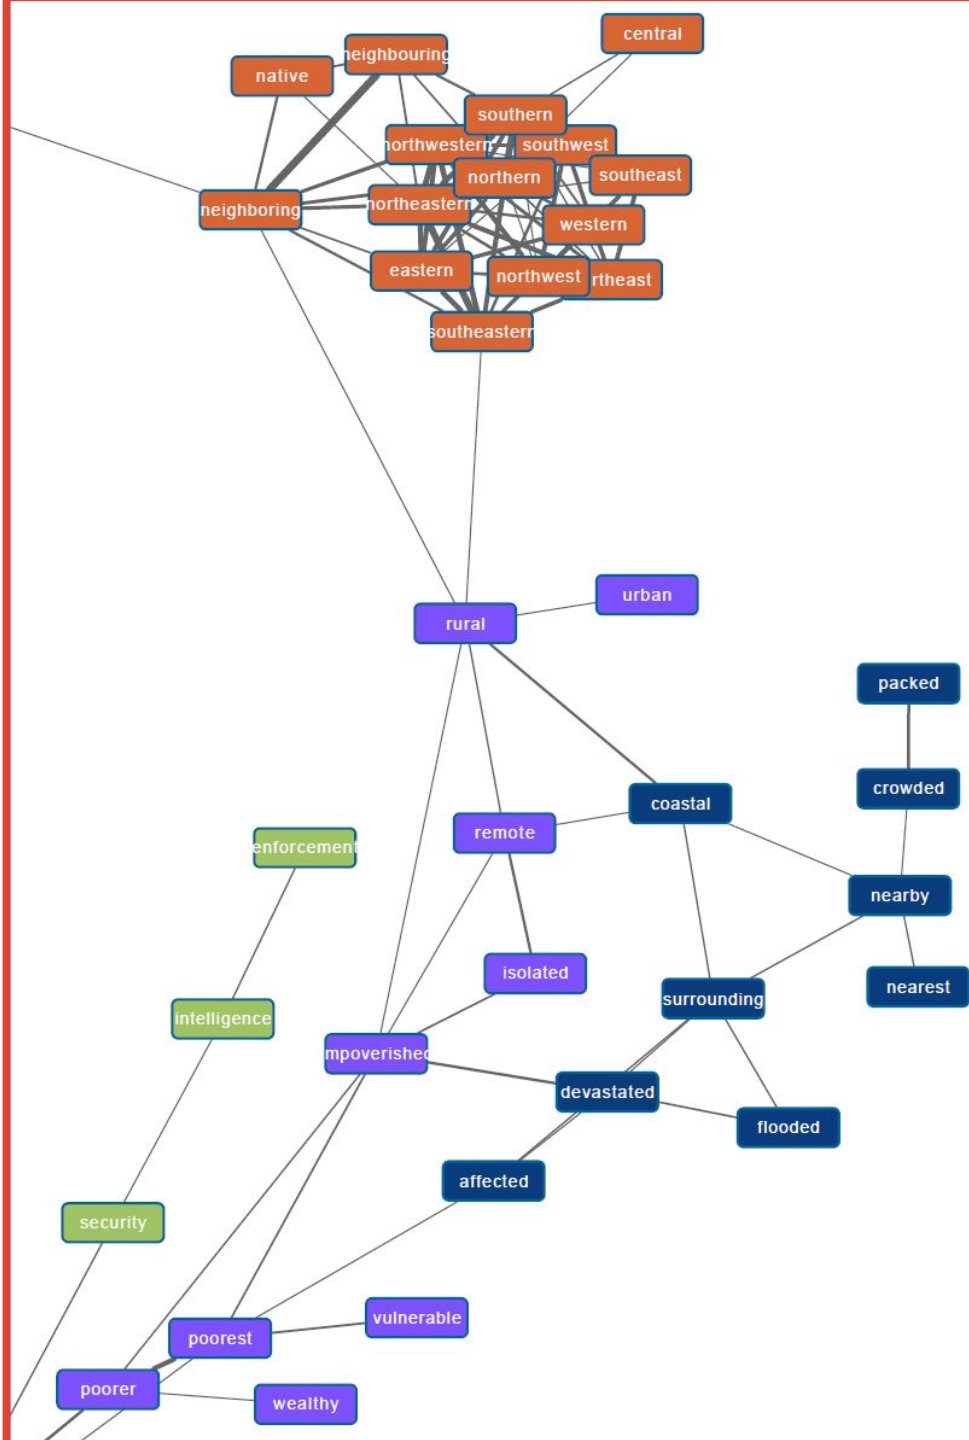 central
neighbouring
native
southern
northwestern
southwest
northern
southeast
neighboring
northeastern
western
eastern
northwest
rtheast
southeastern
urban
rural
packed
crowded
coastal
remote
enforcement
nearby
isolated
nearest
surrounding
intelligence
mpoverished
devastated
flooded
affected
security
vulnerable
poorest
poorer
wealthy